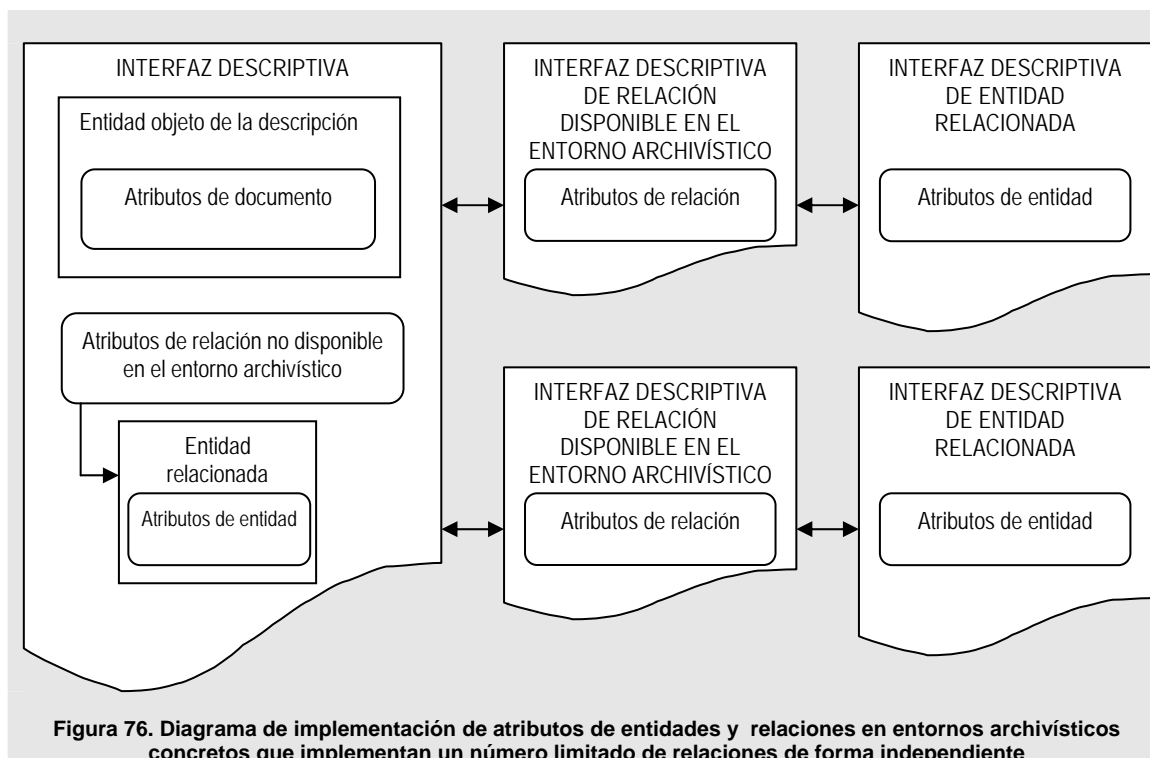 INTERFAZ DESCRIPTIVA
Entidad objeto de la descripción
Atributos de documento
Atributos de relación no disponible
en el entorno archivístico
Entidad
relacionada
Atributos de entidad
INTERFAZ DESCRIPTIVA
DE RELACIÓN
DISPONIBLE EN EL
ENTORNO ARCHIVÍSTICO
Atributos de relación
INTERFAZ DESCRIPTIVA
DE ENTIDAD
RELACIONADA
Atributos de entidad
INTERFAZ DESCRIPTIVA
DE RELACIÓN
DISPONIBLE EN EL
ENTORNO ARCHIVÍSTICO
Atributos de relación
INTERFAZ DESCRIPTIVA
DE ENTIDAD
RELACIONADA
Atributos de entidad
Figura 76. Diagrama de implementación de atributos de entidades y relaciones en entornos archivísticos
concretos que implementan un número limitado de relaciones de forma independiente